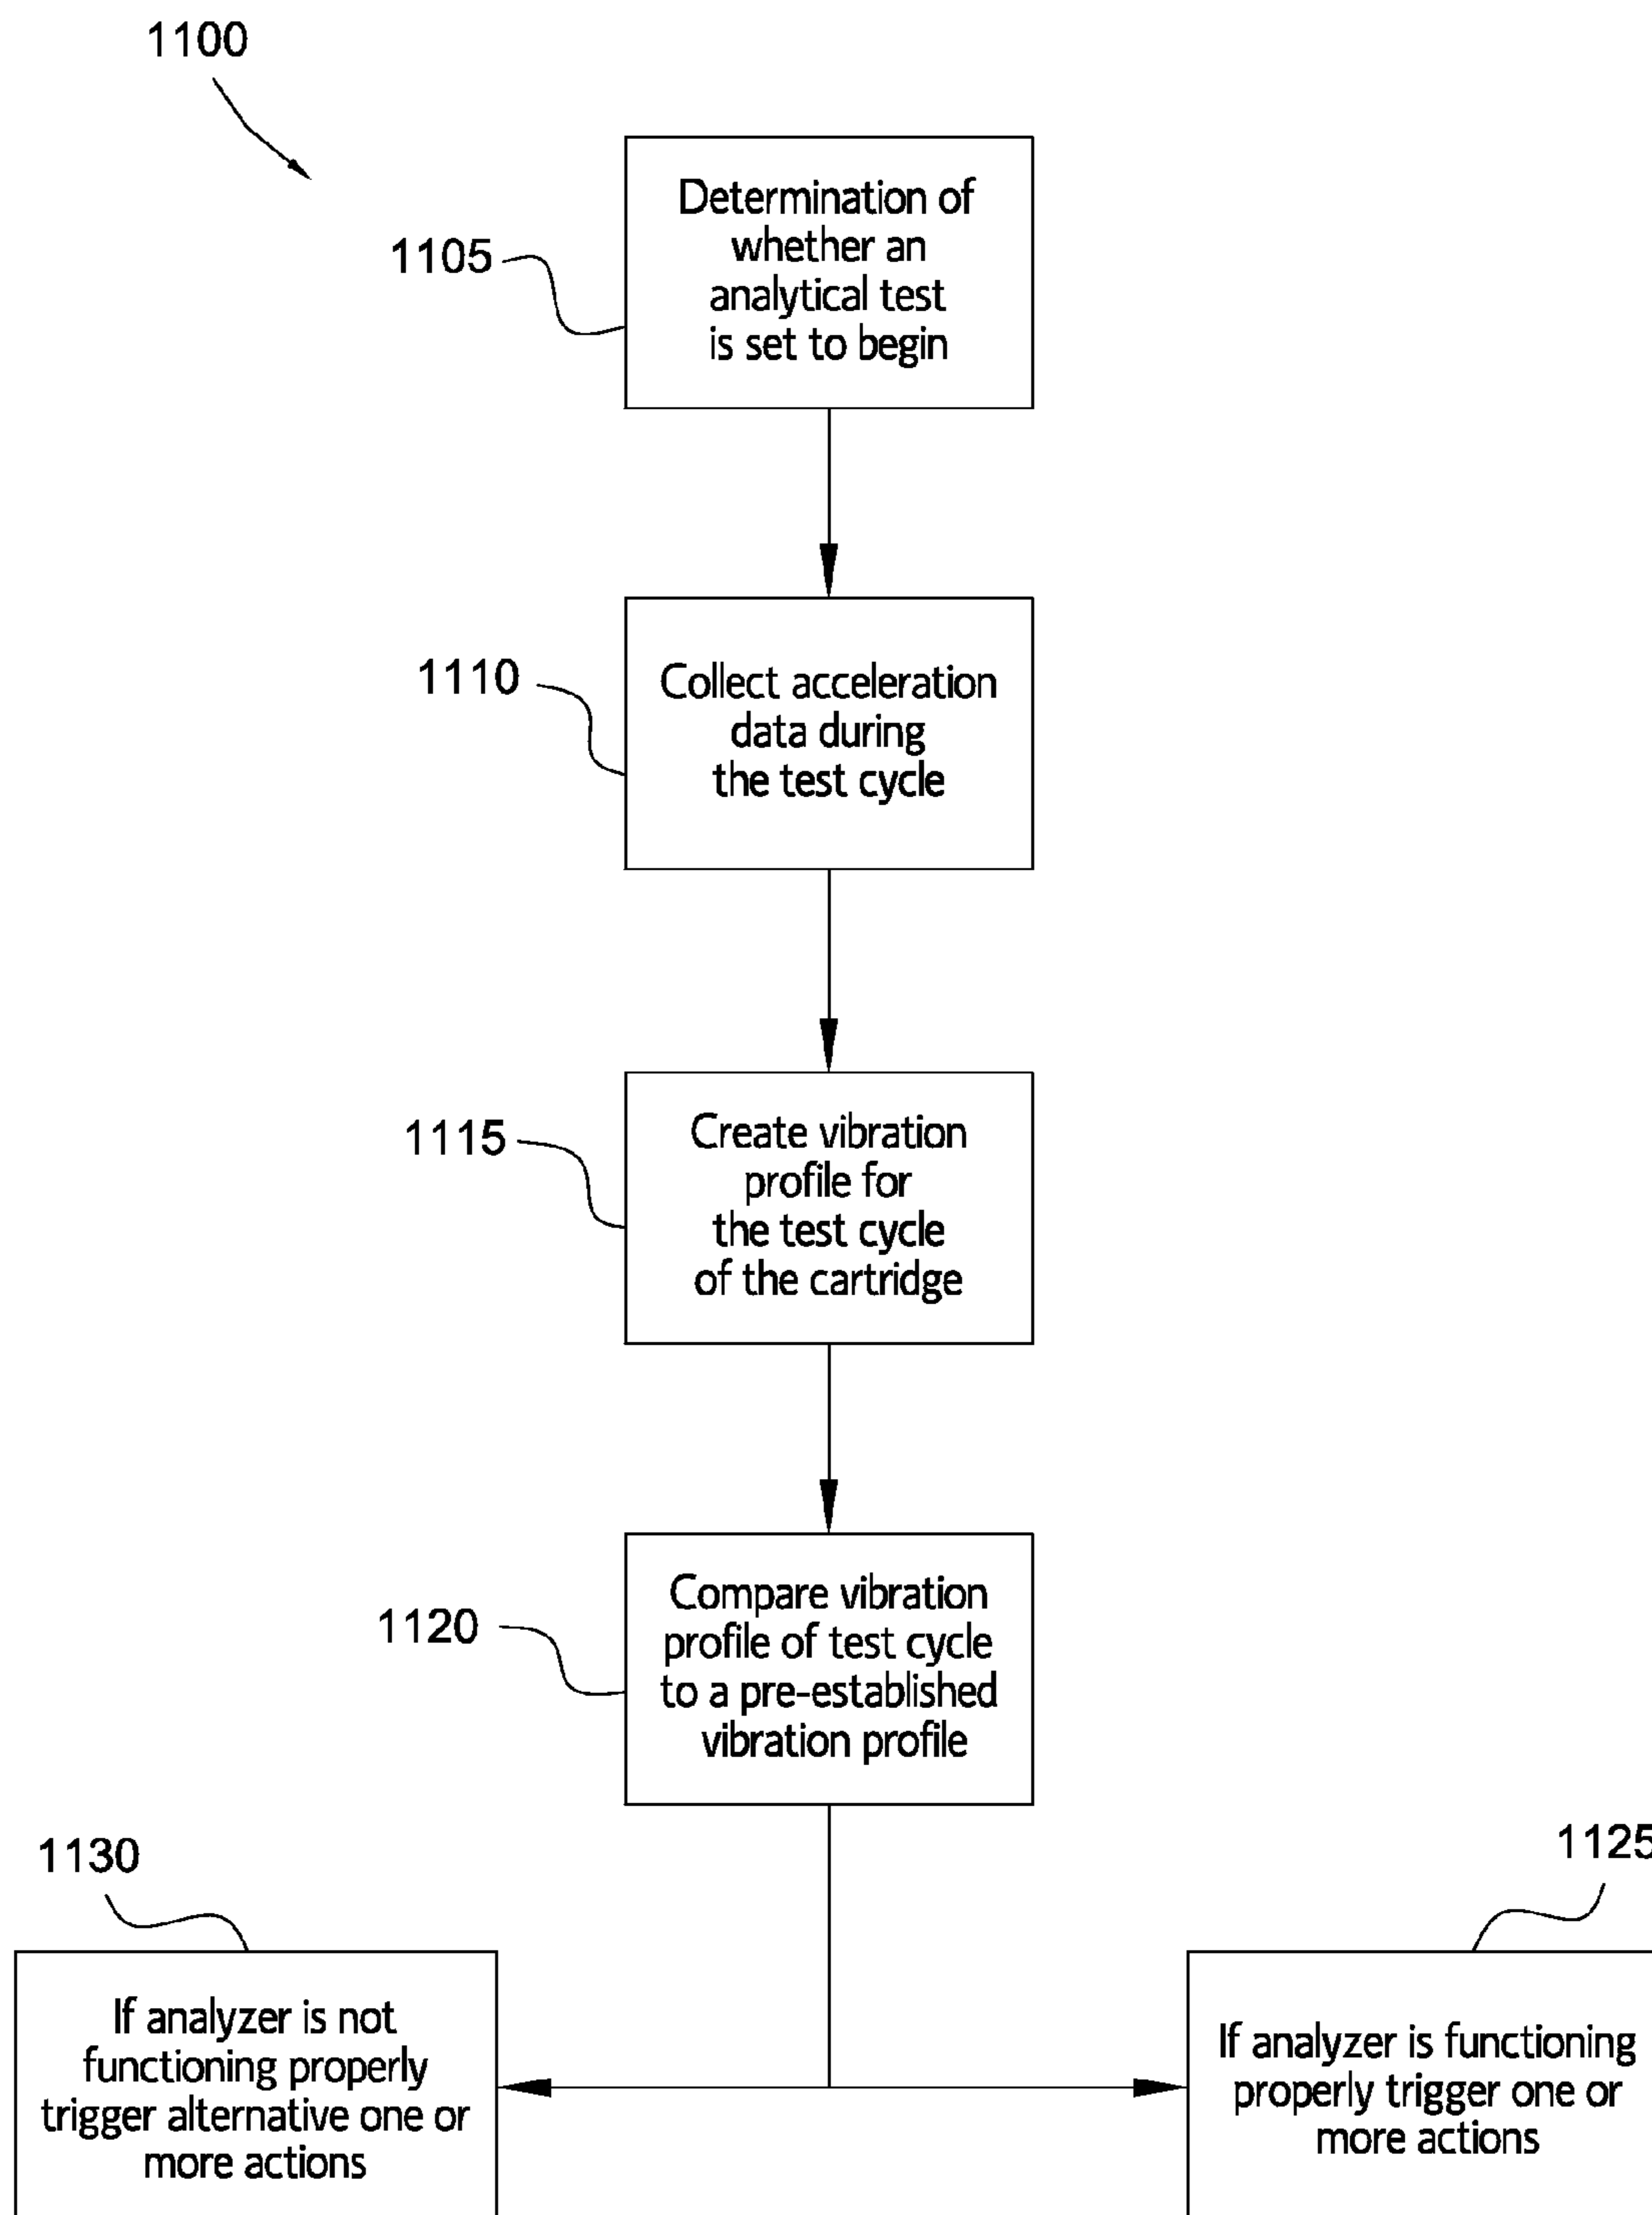 1100
1105
Determination of
whether an
analytical test
is set to begin
1110
Collect acceleration
data during
the test cycle
1115
Create vibration
profile for
the test cycle
of the cartridge
1120
Compare vibration
profile of test cycle
to a pre-established
vibration profile
1130
If analyzer is not
functioning properly
trigger alternative one or
more actions
1125
If analyzer is functioning
properly trigger one or
more actions